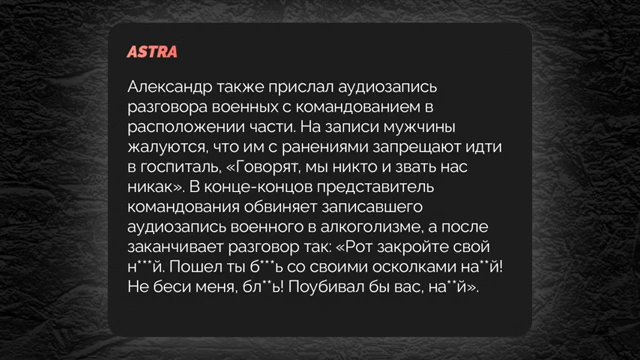 ASTRA
Александр также прислал аудиозапись
разговора военных с командованием в
расположении части. На записи мужчины
жалуются, что им с ранениями запрещают идти
в госпиталь, «Говорят, мы никто и звать нас
никак». В конце-концов представитель
командования обвиняет записавшего
аудиозапись военного в алкоголизме, а после
заканчивает разговор так: «Рот закройте свой
н***й. Пошел ты б***ь со своими осколками на**й!
Не беси меня, бл**ь! Поубивал бы вас, на**й».